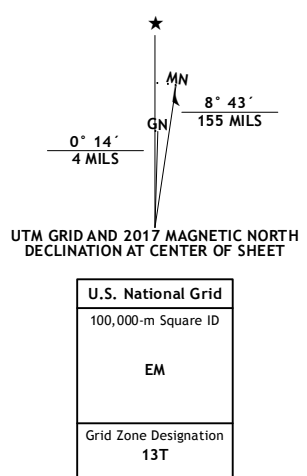 ★
MN
8° 43´
155 MILS
GN
0° 14´
4 MILS
UTM GRID AND 2017 MAGNETIC NORTH
DECLINATION AT CENTER OF SHEET
U.S. National Grid
100,000-m Square ID
EM
Grid Zone Designation
13T